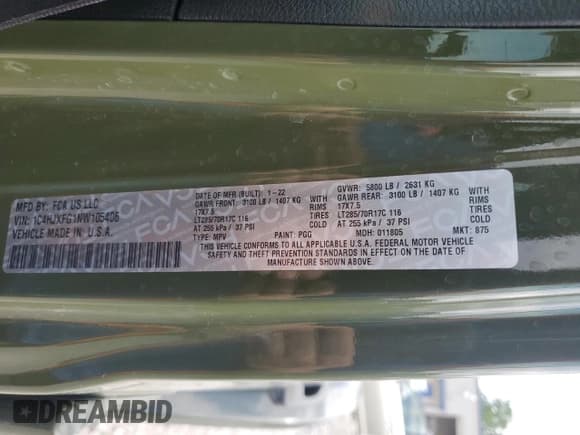 MFD BY: FCA US LLC
VIN: 1C4HJXFG1NW105406
VEHICLE MADE IN U.S.A.
DATE OF MFR (BUILT): 1-22
GAWR FRONT: 3100 LB / 1407 KG
17X7.5 RIMS
LT285/70R17C 116 TIRES
AT 255 kPa / 37 PSI COLD
TYPE: MPV PAINT: PGG
GVWR: 5800 LB / 2631 KG
GAWR REAR: 3100 LB / 1407 KG
17X7.5 RIMS
LT285/70R17C 116 TIRES
AT 255 kPa / 37 PSI COLD
MDH: 011805 MKT: 875
THIS VEHICLE CONFORMS TO ALL APPLICABLE U.S.A. FEDERAL MOTOR VEHICLE
SAFETY AND THEFT PREVENTION STANDARDS IN EFFECT ON THE DATE OF
MANUFACTURE SHOWN ABOVE.
DREAMBID